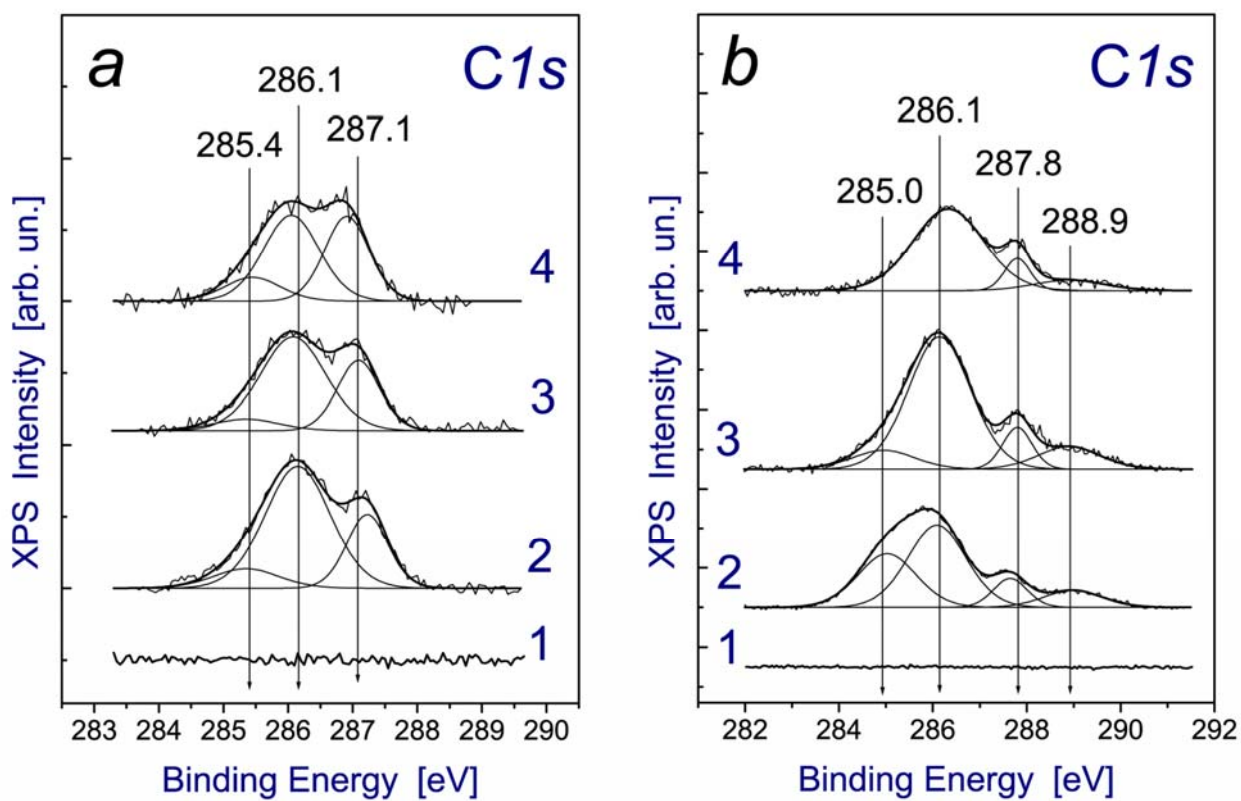 a
C1s
286.1
285.4
287.1
4
3
2
1
XPS Intensity [arb. un.]
283 284 285 286 287 288 289 290
Binding Energy [eV]
b
C1s
286.1
287.8
285.0
288.9
4
3
2
1
XPS Intensity [arb. un.]
282 284 286 288 290 292
Binding Energy [eV]